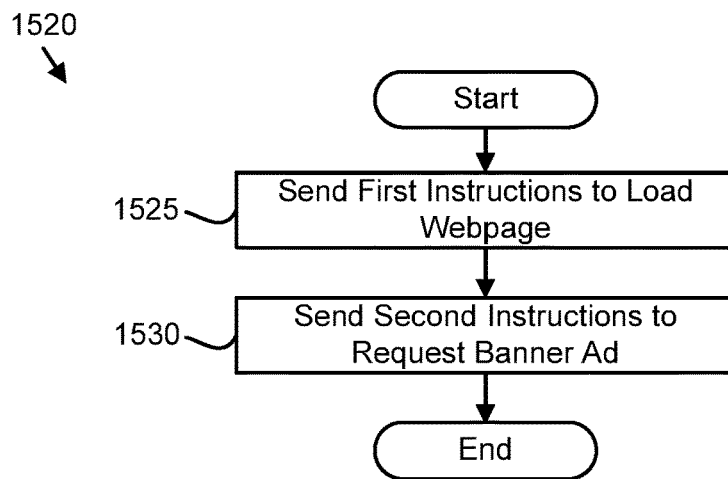 1520
Start
1525
Send First Instructions to Load
Webpage
1530
Send Second Instructions to
Request Banner Ad
End